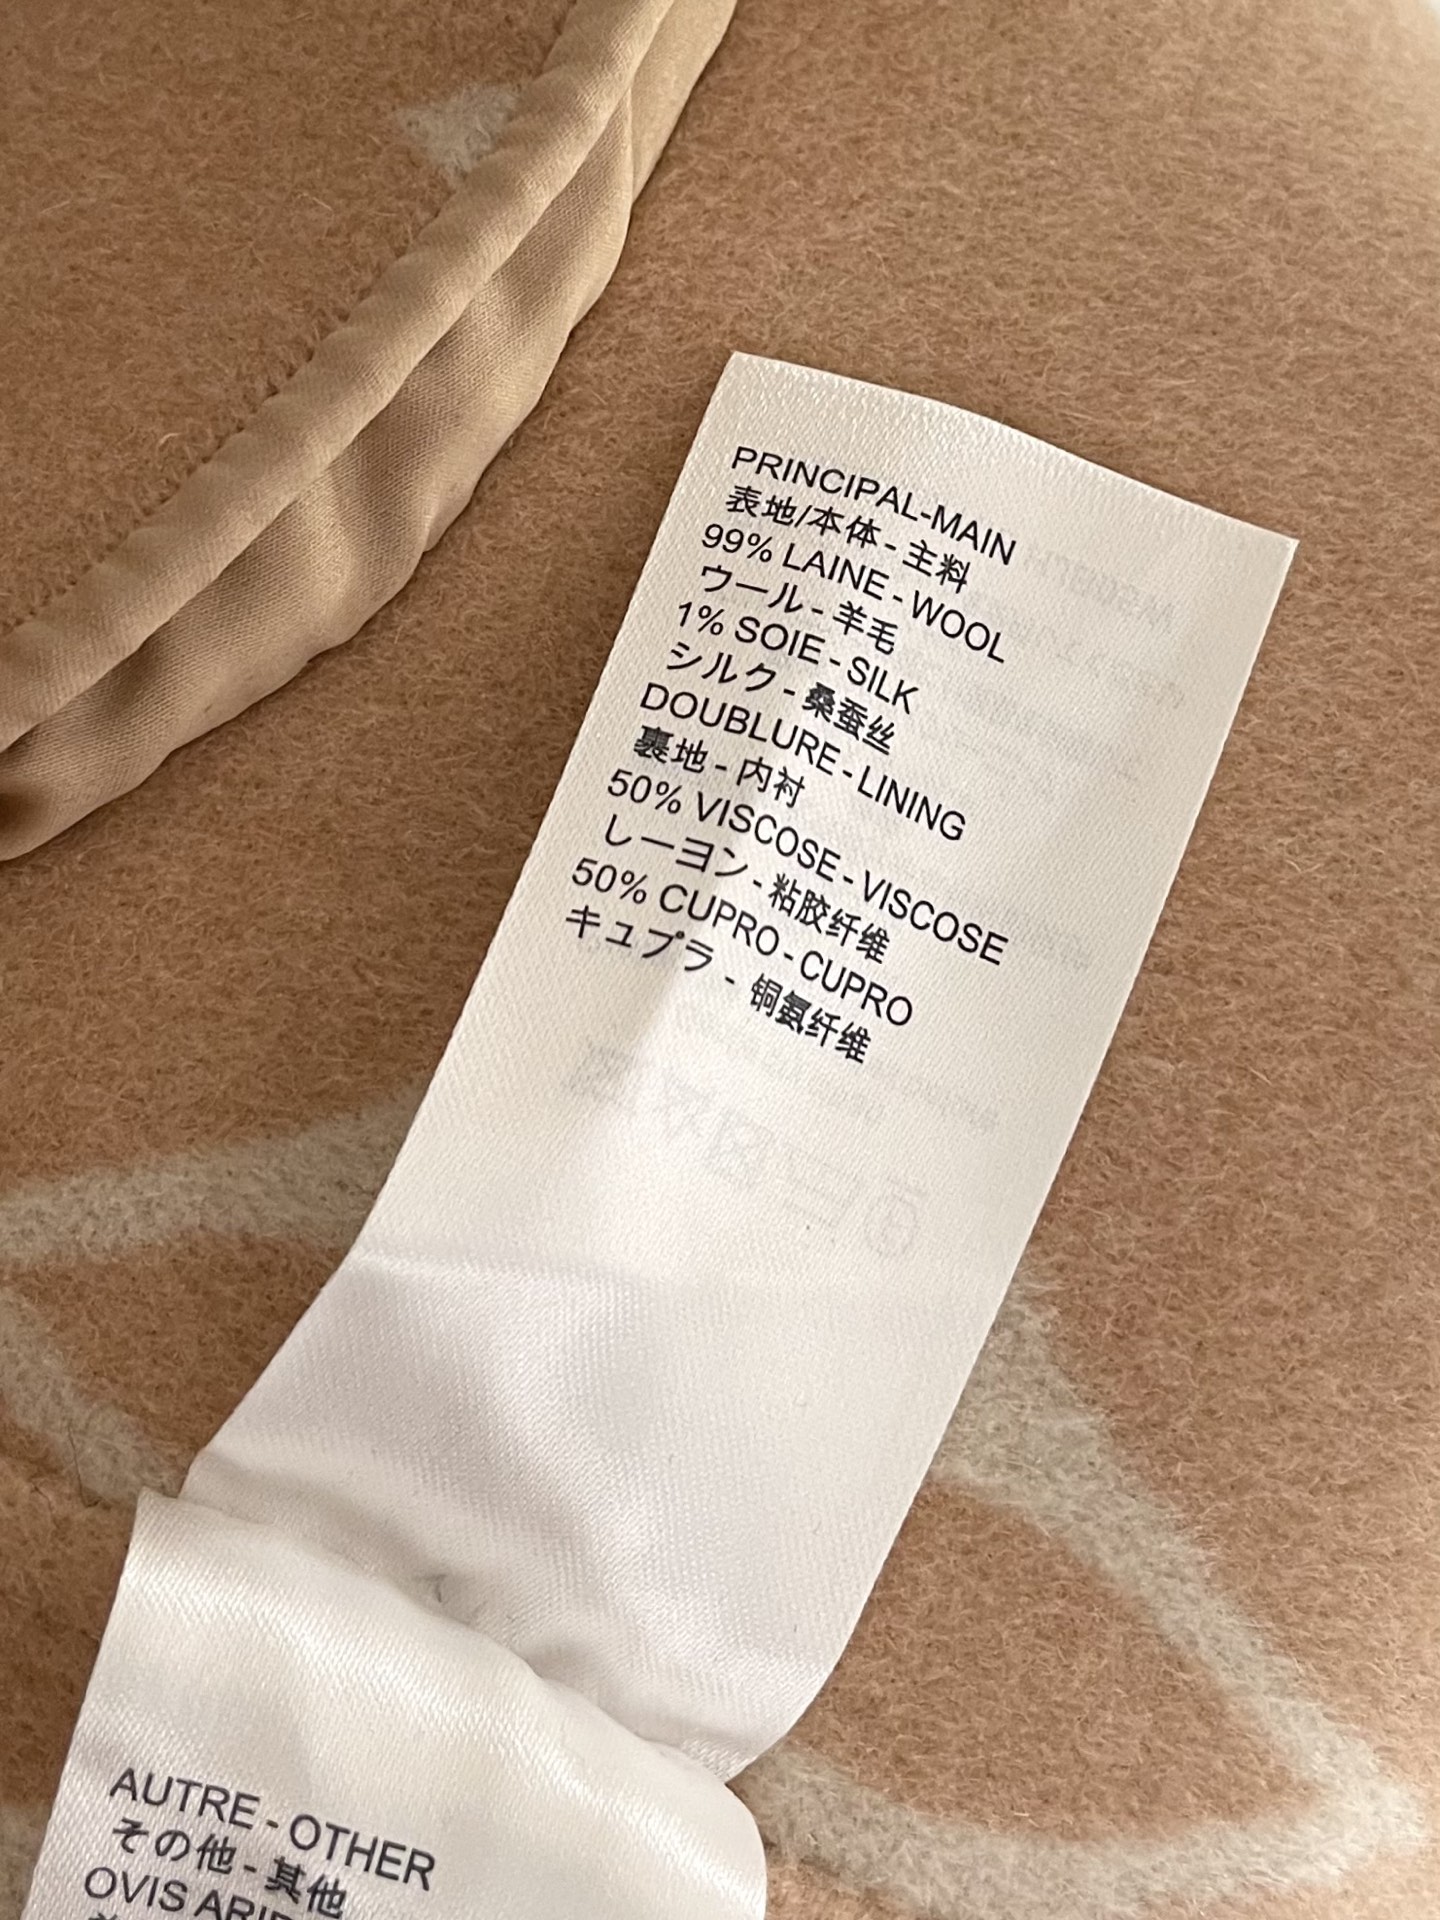 PRINCIPAL-MAIN
表地/本体-主料
99% LAINE-WOOL
ウール-羊毛
1% SOIE-SILK
シルク-桑蚕丝
DOUBLURE-LINING
裏地-内衬
50% VISCOSE-VISCOSE
レーヨン-粘胶纤维
50% CUPRO-CUPRO
キュプラ-铜氨纤维
AUTRE-OTHER
その他-其他
OVIS